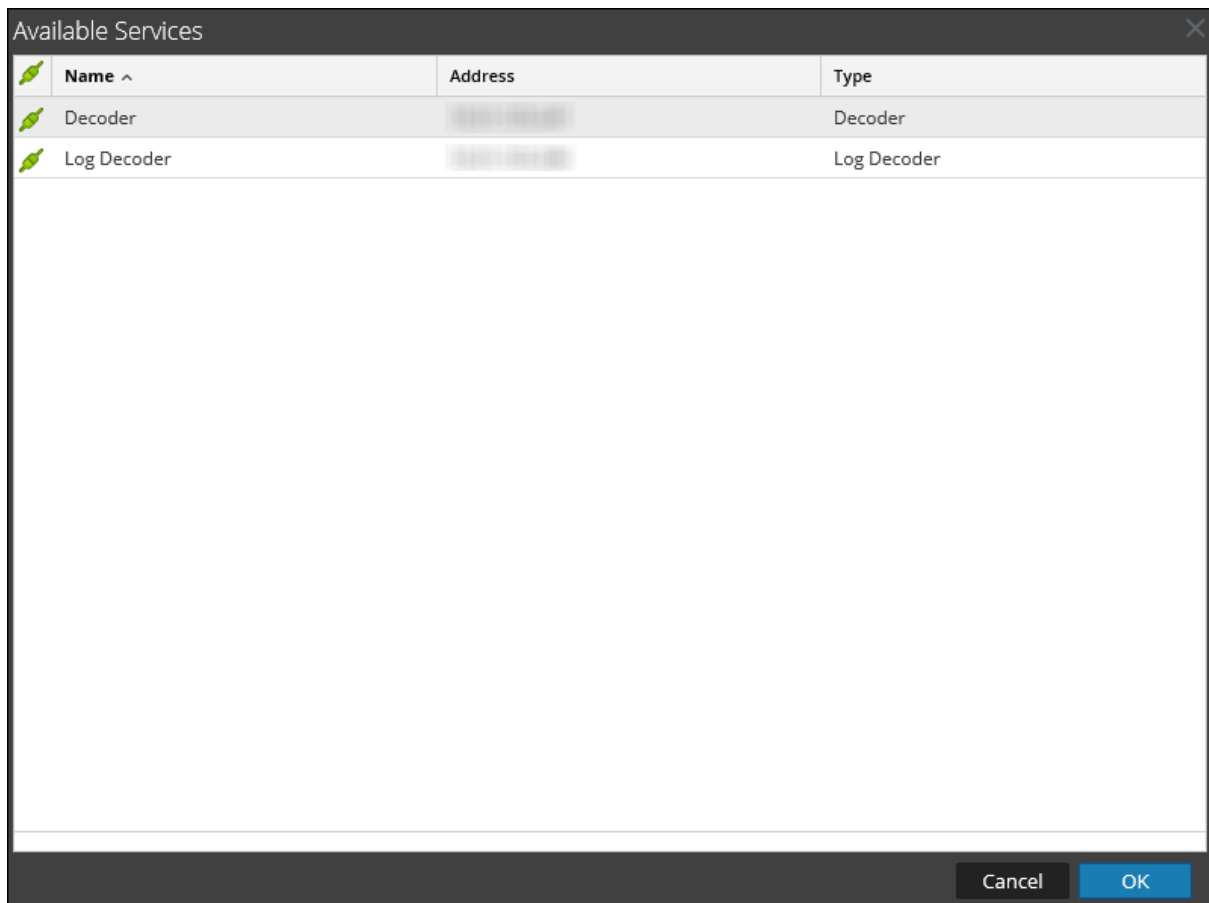 Available Services
Name Address Type
Decoder Decoder
Log Decoder Log Decoder
Cancel OK